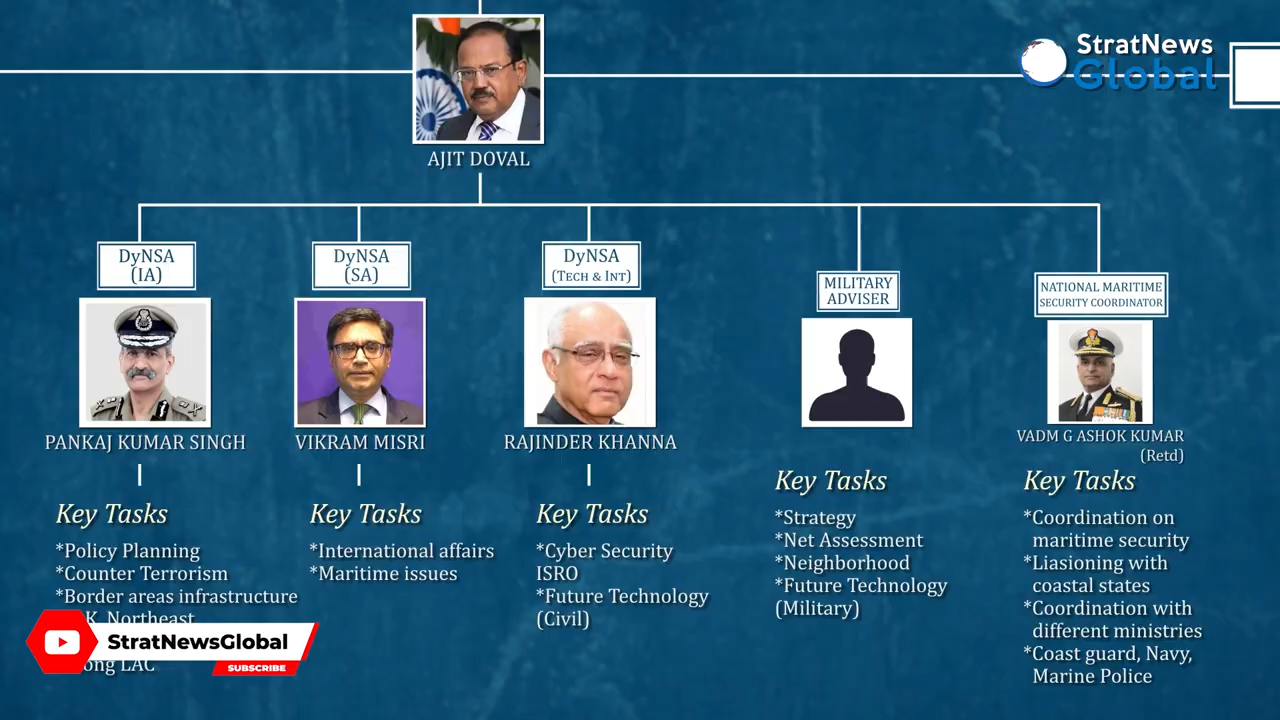 StratNews
Global
AJIT DOVAL
DyNSA
(IA)
PANKAJ KUMAR SINGH
Key Tasks
*Policy Planning
*Counter Terrorism
*Border areas infrastructure
K, Northeast
LAC
DyNSA
(SA)
VIKRAM MISRI
Key Tasks
*International affairs
*Maritime issues
DyNSA
(TECH & INT)
RAJINDER KHANNA
Key Tasks
*Cyber Security
ISRO
*Future Technology
(Civil)
MILITARY
ADVISER
Key Tasks
*Strategy
*Net Assessment
*Neighborhood
*Future Technology
(Military)
NATIONAL MARITIME
SECURITY COORDINATOR
VADM G ASHOK KUMAR
(Retd)
Key Tasks
*Coordination on
maritime security
*Liasioning with
coastal states
*Coordination with
different ministries
*Coast guard, Navy,
Marine Police
StratNewsGlobal
SUBSCRIBE